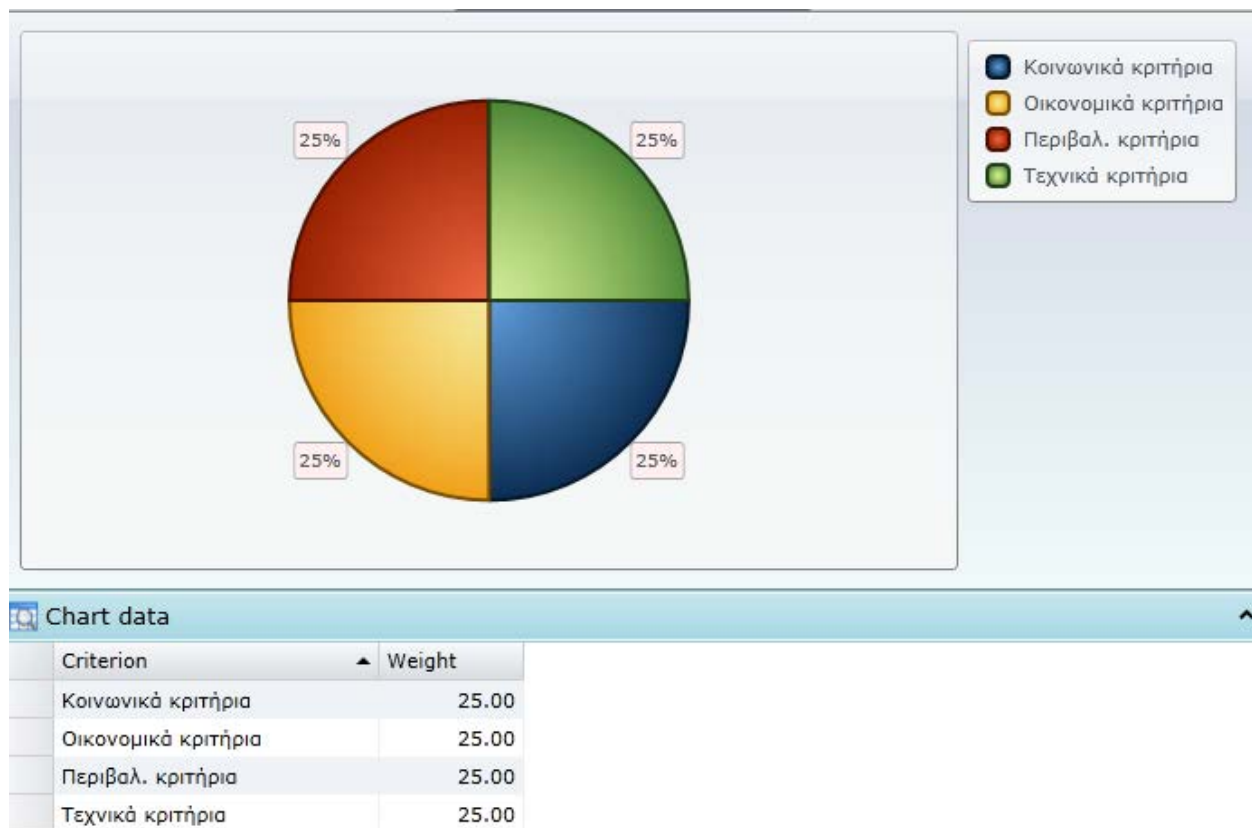 25%
25%
25%
25%
Κοινωνικά κριτήρια
Οικονομικά κριτήρια
Περιβαλ. κριτήρια
Τεχνικά κριτήρια
Chart data
Criterion Weight
Κοινωνικά κριτήρια 25.00
Οικονομικά κριτήρια 25.00
Περιβαλ. κριτήρια 25.00
Τεχνικά κριτήρια 25.00